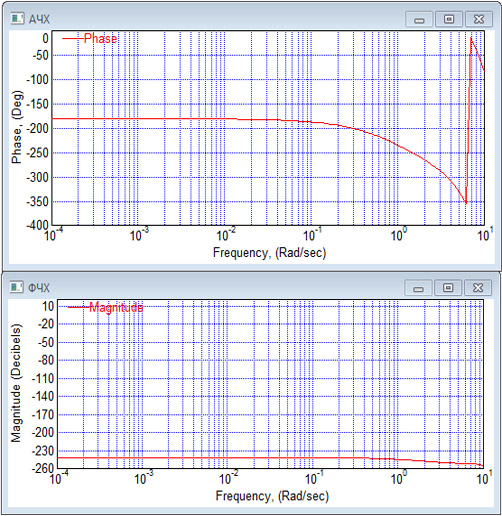 АЧХ
Phase
0
-50
-100
-150
-200
-250
-300
-350
-400
Phase, (Deg)
10-4 10-3 10-2 10-1 100 101
Frequency, (Rad/sec)
ФЧХ
Magnitude
10
-20
-50
-80
-110
-140
-170
-200
-230
-260
Magnitude (Decibels)
10-4 10-3 10-2 10-1 100 101
Frequency, (Rad/sec)